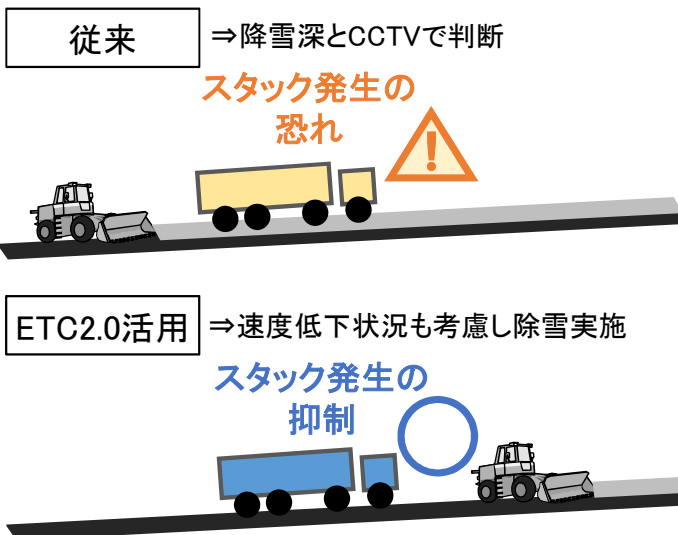 従来
⇒降雪深とCCTVで判断
スタック発生の
恐れ
!
ETC2.0活用
⇒速度低下状況も考慮し除雪実施
スタック発生の
抑制